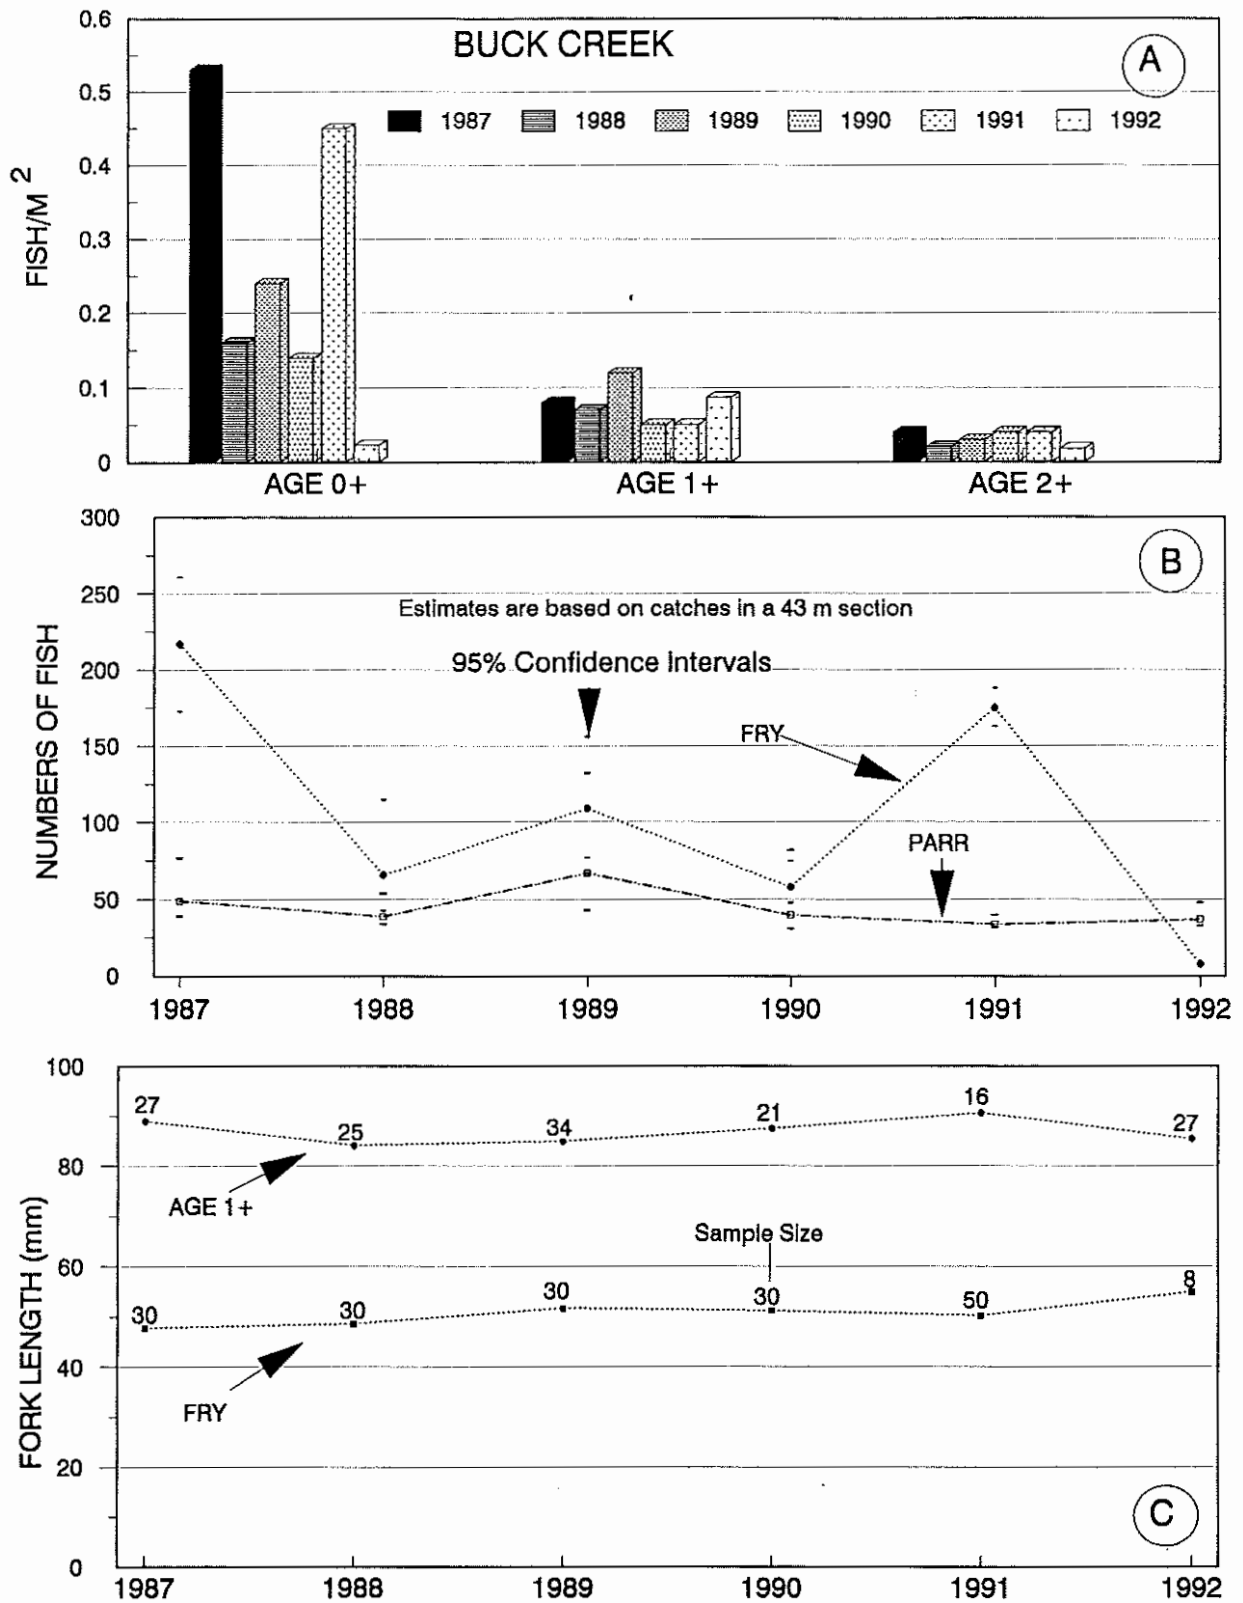 BUCK CREEK
A
1987 1988 1989 1990 1991 1992
FISH/M 2
0.6
0.5
0.4
0.3
0.2
0.1
0
AGE 0+ AGE 1+ AGE 2+
B
Estimates are based on catches in a 43 m section
95% Confidence Intervals
FRY
PARR
NUMBERS OF FISH
300
250
200
150
100
50
0
1987 1988 1989 1990 1991 1992
FORK LENGTH (mm)
100
80
60
40
20
0
27 25 34 21 16 27
AGE 1+
Sample Size
30 30 30 30 50 8
FRY
C
1987 1988 1989 1990 1991 1992